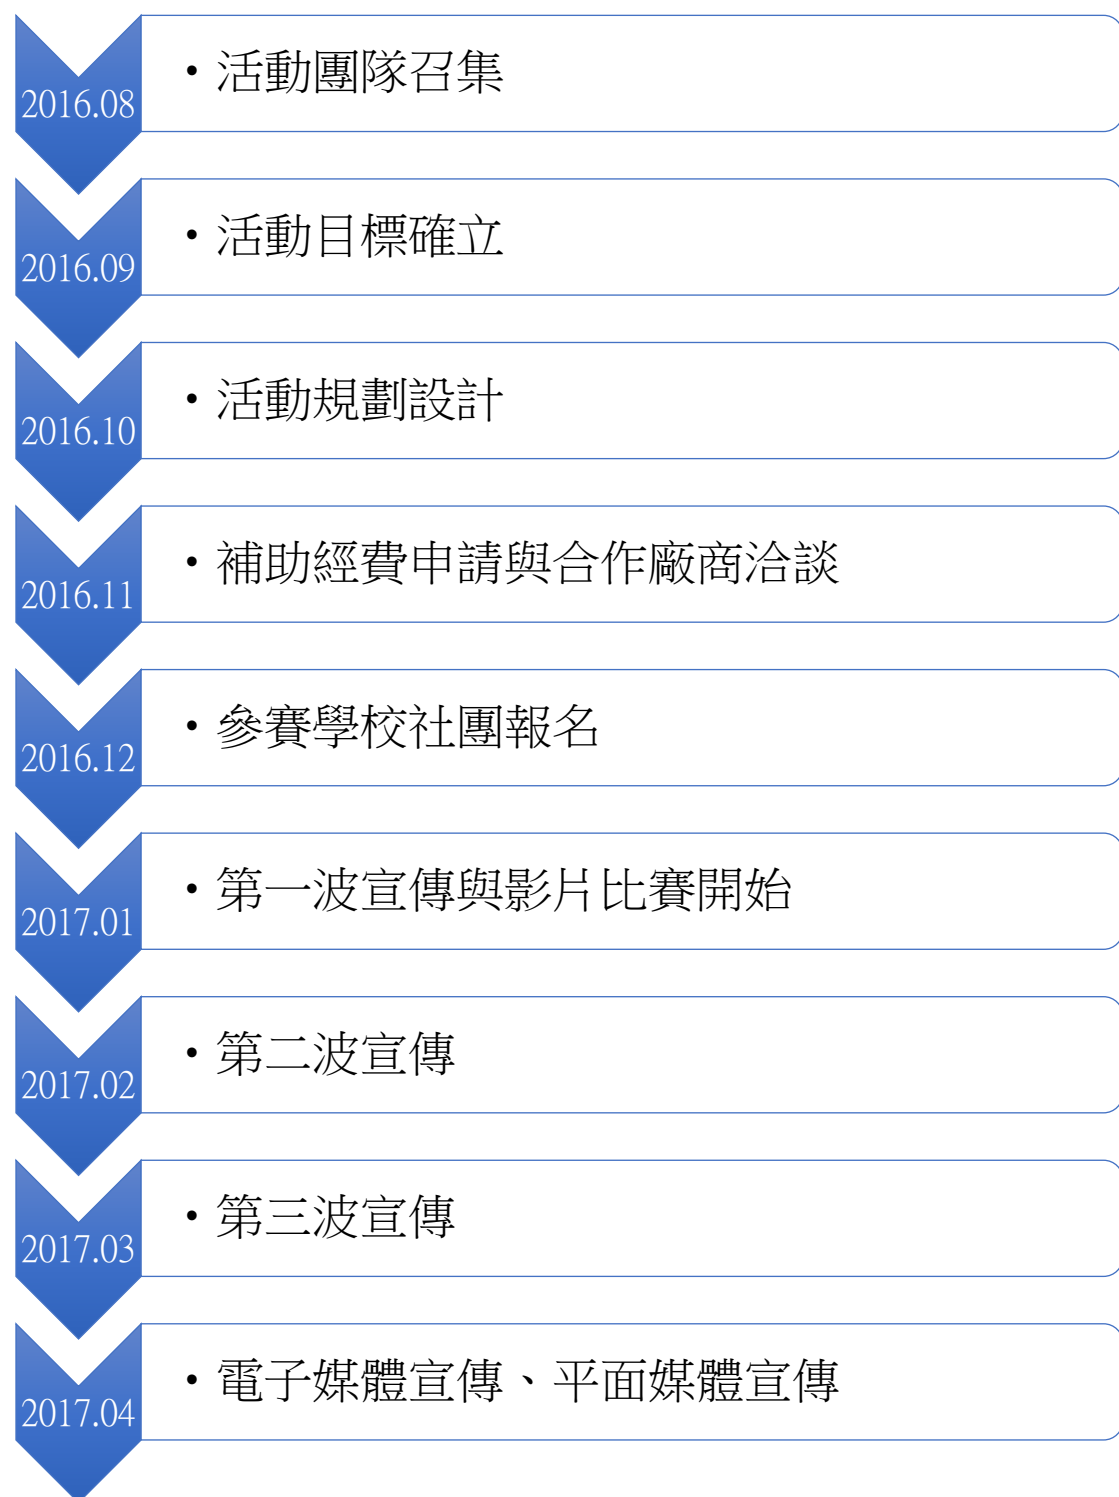 2016.08
•活動團隊召集
2016.09
•活動目標確立
2016.10
•活動規劃設計
2016.11
•補助經費申請與合作廠商洽談
2016.12
•參賽學校社團報名
2017.01
•第一波宣傳與影片比賽開始
2017.02
•第二波宣傳
2017.03
•第三波宣傳
2017.04
•電子媒體宣傳、平面媒體宣傳